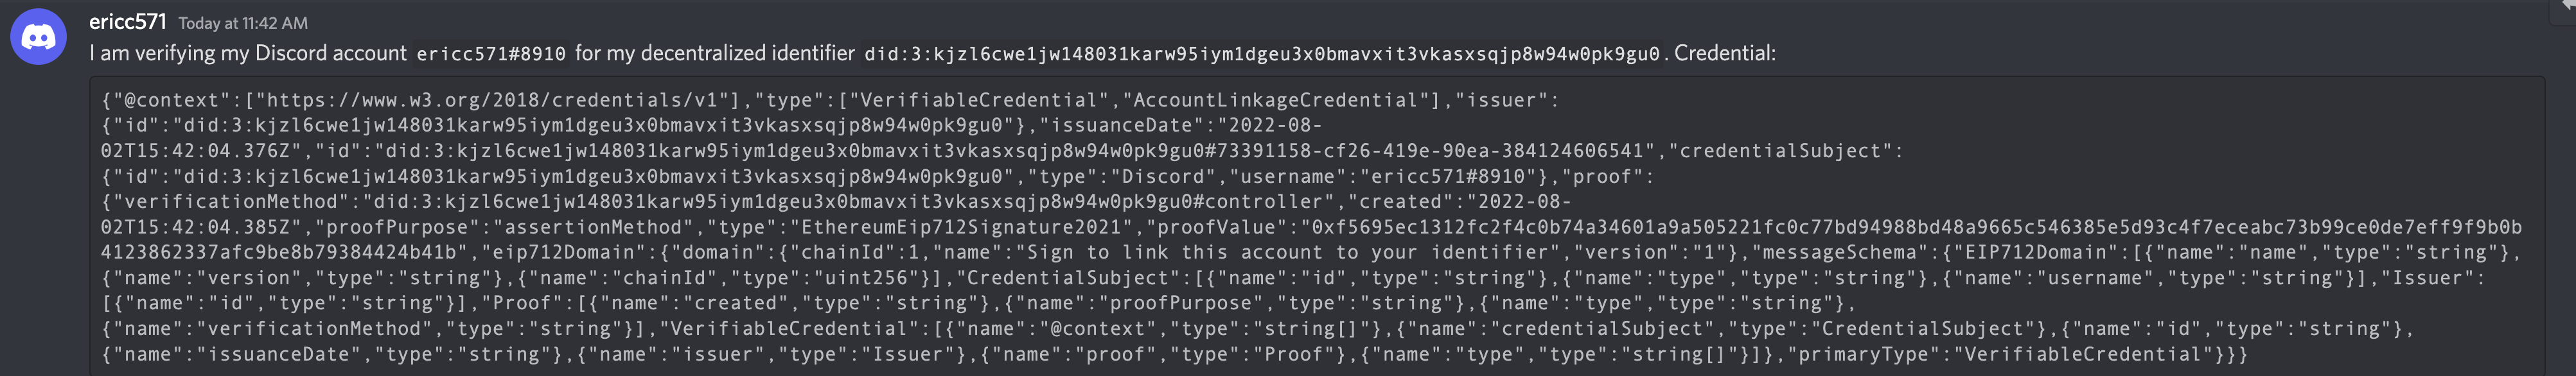 ericc571 Today at 11:42 AM
I am verifying my Discord account ericc571#8910 for my decentralized identifier did:3:kjzl6cwe1jw148031karw95iym1dgeu3x0bmavxit3vkasxsqjp8w94w0pk9gu0. Credential:
{"@context":["https://www.w3.org/2018/credentials/v1"],"type":["VerifiableCredential","AccountLinkageCredential"],"issuer":
{"id":"did:3:kjzl6cwe1jw148031karw95iym1dgeu3x0bmavxit3vkasxsqjp8w94w0pk9gu0"},"issuanceDate":"2022-08-
02T15:42:04.376Z","id":"did:3:kjzl6cwe1jw148031karw95iym1dgeu3x0bmavxit3vkasxsqjp8w94w0pk9gu0#73391158-cf26-419e-90ea-384124606541","credentialSubject":
{"id":"did:3:kjzl6cwe1jw148031karw95iym1dgeu3x0bmavxit3vkasxsqjp8w94w0pk9gu0","type":"Discord","username":"ericc571#8910"},"proof":
{"verificationMethod":"did:3:kjzl6cwe1jw148031karw95iym1dgeu3x0bmavxit3vkasxsqjp8w94w0pk9gu0#controller","created":"2022-08-
02T15:42:04.385Z","proofPurpose":"assertionMethod","type":"EthereumEip712Signature2021","proofValue":"0xf5695ec1312fc2f4c0b74a34601a9a505221fc0c77bd94988bd48a9665c546385e5d93c4f7eceabc73b99ce0de7eff9f9b0b
4123862337afc9be8b79384424b41b","eip712Domain":{"domain":{"chainId":1,"name":"Sign to link this account to your identifier","version":"1"},"messageSchema":{"EIP712Domain":[{"name":"name","type":"string"},
{"name":"version","type":"string"},{"name":"chainId","type":"uint256"}],"CredentialSubject":[{"name":"id","type":"string"},{"name":"type","type":"string"},{"name":"username","type":"string"}],"Issuer":
[{"name":"id","type":"string"}],"Proof":[{"name":"created","type":"string"},{"name":"proofPurpose","type":"string"},{"name":"type","type":"string"},
{"name":"verificationMethod","type":"string"}],"VerifiableCredential":[{"name":"@context","type":"string[]"},{"name":"credentialSubject","type":"CredentialSubject"},{"name":"id","type":"string"},
{"name":"issuanceDate","type":"string"},{"name":"issuer","type":"Issuer"},{"name":"proof","type":"Proof"},{"name":"type","type":"string[]"}]},"primaryType":"VerifiableCredential"}}}